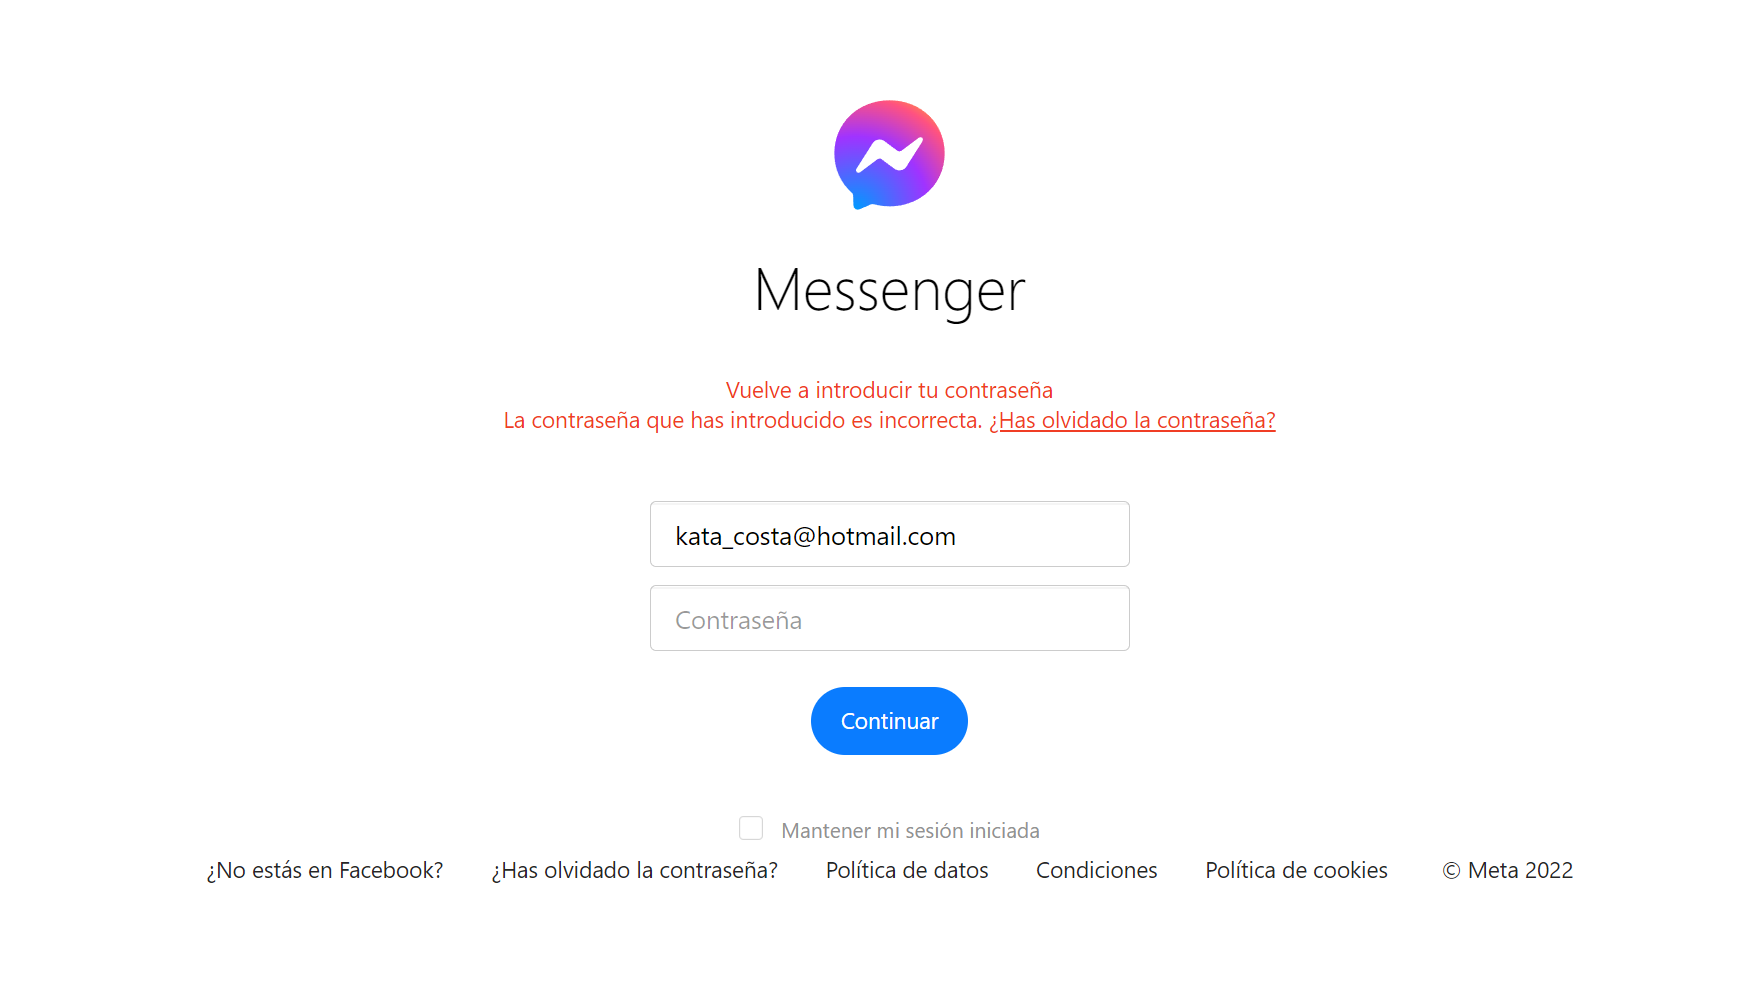 Messenger
Vuelve a introducir tu contraseña
La contraseña que has introducido es incorrecta. ¿Has olvidado la contraseña?
kata_costa@hotmail.com
Contraseña
Continuar
Mantener mi sesión iniciada
¿No estás en Facebook? ¿Has olvidado la contraseña? Política de datos Condiciones Política de cookies © Meta 2022